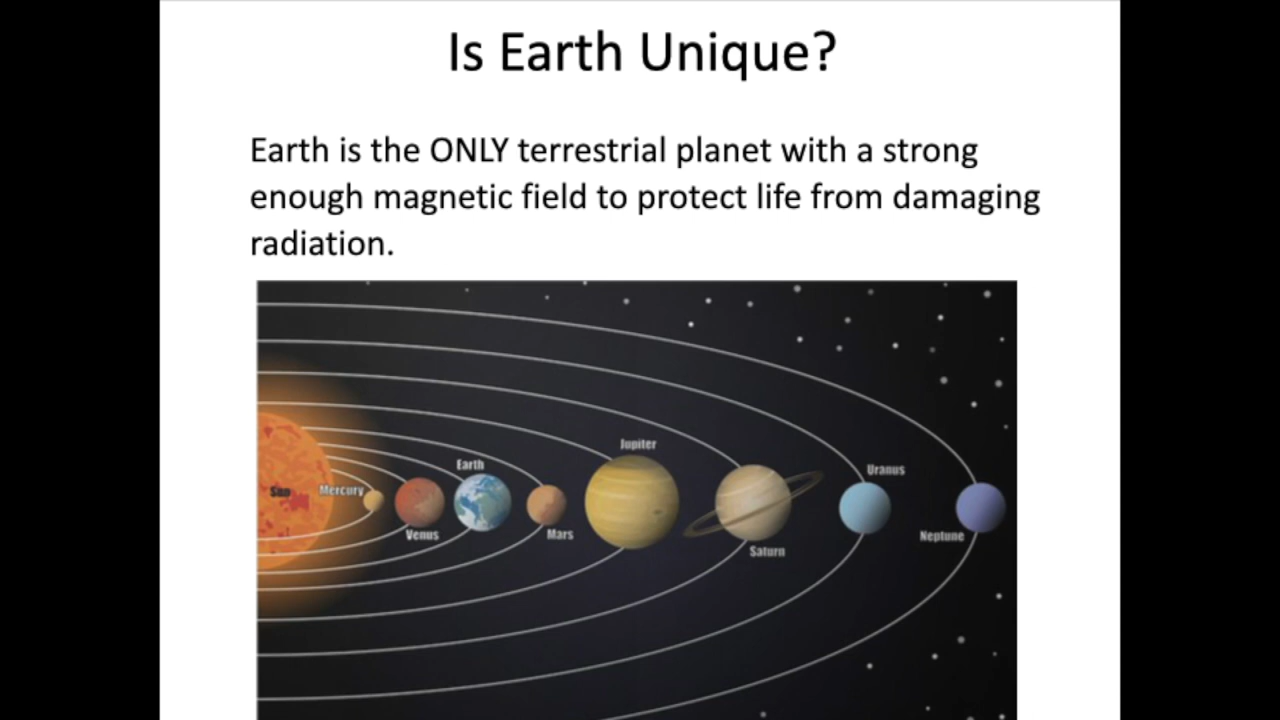 Is Earth Unique?
Earth is the ONLY terrestrial planet with a strong
enough magnetic field to protect life from damaging
radiation.
Jupiter
Earth
Uranus
Sun
Mercury
Venus
Mars
Neptune
Saturn